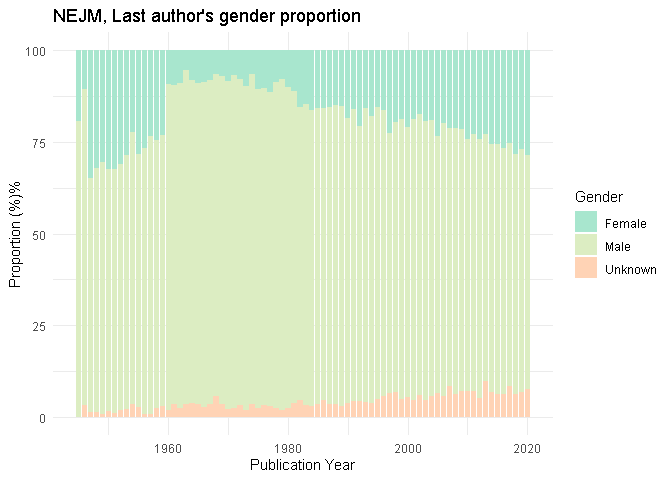 NEJM, Last author's gender proportion
100
75
50
25
0
Proportion (%)%
1960
1980
2000
2020
Publication Year
Gender
Female
Male
Unknown